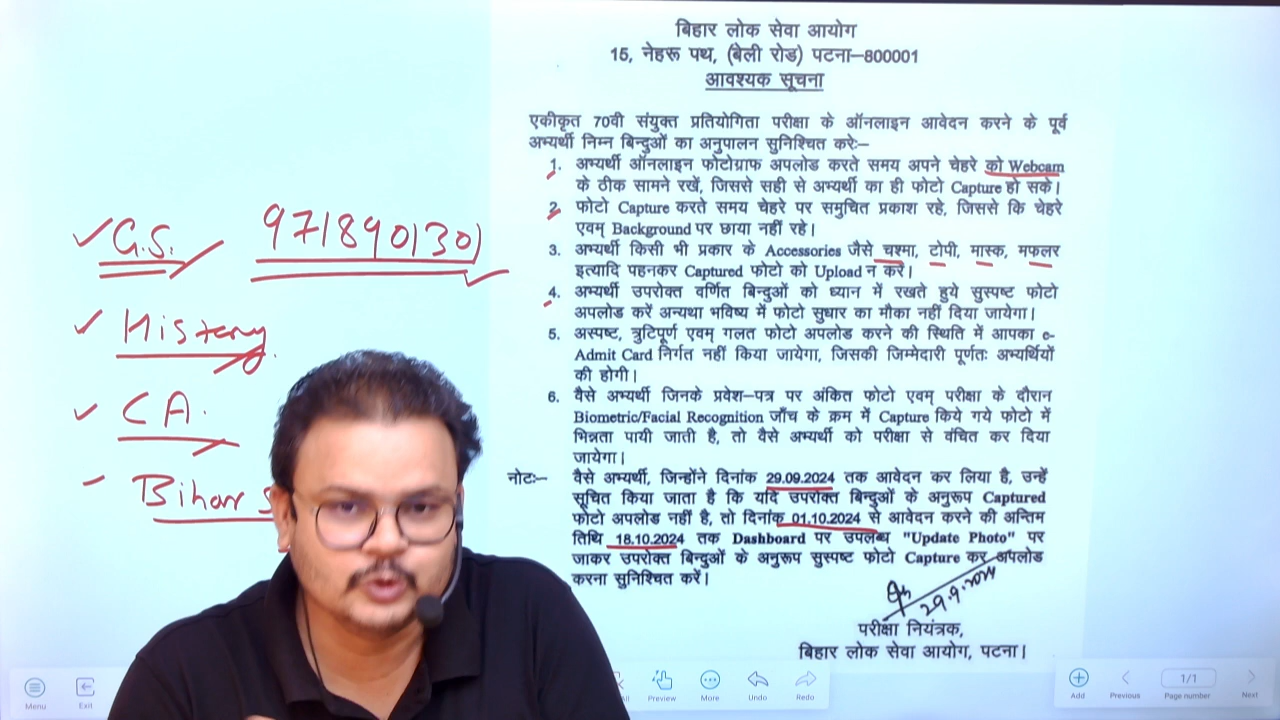 बिहार लोक सेवा आयोग
15, नेहरू पथ, (बेली रोड) पटना–800001
आवश्यक सूचना
एकीकृत 70वी संयुक्त प्रतियोगिता परीक्षा के ऑनलाइन आवेदन करने के पूर्व
अभ्यर्थी निम्न बिन्दुओं का अनुपालन सुनिश्चित करेः–
1. अभ्यर्थी ऑनलाइन फोटोग्राफ अपलोड करते समय अपने चेहरे को Webcam
के ठीक सामने रखें, जिससे सही से अभ्यर्थी का ही फोटो Capture हो सके।
2. फोटो Capture करते समय चेहरे पर समुचित प्रकाश रहे, जिससे कि चेहरे
एवम् Background पर छाया नहीं रहे।
3. अभ्यर्थी किसी भी प्रकार के Accessories जैसे चश्मा, टोपी, मास्क, मफलर
इत्यादि पहनकर Captured फोटो को Upload न करें।
4. अभ्यर्थी उपरोक्त वर्णित बिन्दुओं को ध्यान में रखते हुये सुस्पष्ट फोटो
अपलोड करें अन्यथा भविष्य में फोटो सुधार का मौका नहीं दिया जायेगा।
5. अस्पष्ट, त्रुटिपूर्ण एवम् गलत फोटो अपलोड करने की स्थिति में आपका e-
Admit Card निर्गत नहीं किया जायेगा, जिसकी जिम्मेदारी पूर्णतः अभ्यर्थियों
की होगी।
6. वैसे अभ्यर्थी जिनके प्रवेश–पत्र पर अंकित फोटो एवम् परीक्षा के दौरान
Biometric/Facial Recognition जाँच के क्रम में Capture किये गये फोटो में
भिन्नता पायी जाती है, तो वैसे अभ्यर्थी को परीक्षा से वंचित कर दिया
जायेगा।
नोटः– वैसे अभ्यर्थी, जिन्होंने दिनांक 29.09.2024 तक आवेदन कर लिया है, उन्हें
सूचित किया जाता है कि यदि उपरोक्त बिन्दुओं के अनुरूप Captured
फोटो अपलोड नहीं है, तो दिनांक 01.10.2024 से आवेदन करने की अन्तिम
तिथि 18.10.2024 तक Dashboard पर उपलब्ध "Update Photo" पर
जाकर उपरोक्त बिन्दुओं के अनुरूप सुस्पष्ट फोटो Capture कर अपलोड
करना सुनिश्चित करें।
29.9.2024
परीक्षा नियंत्रक,
बिहार लोक सेवा आयोग, पटना।
G.S. 9718901301
History
CA.
Bihar
Menu Exit Preview More Undo Redo Add Previous 1/1 Page number Next